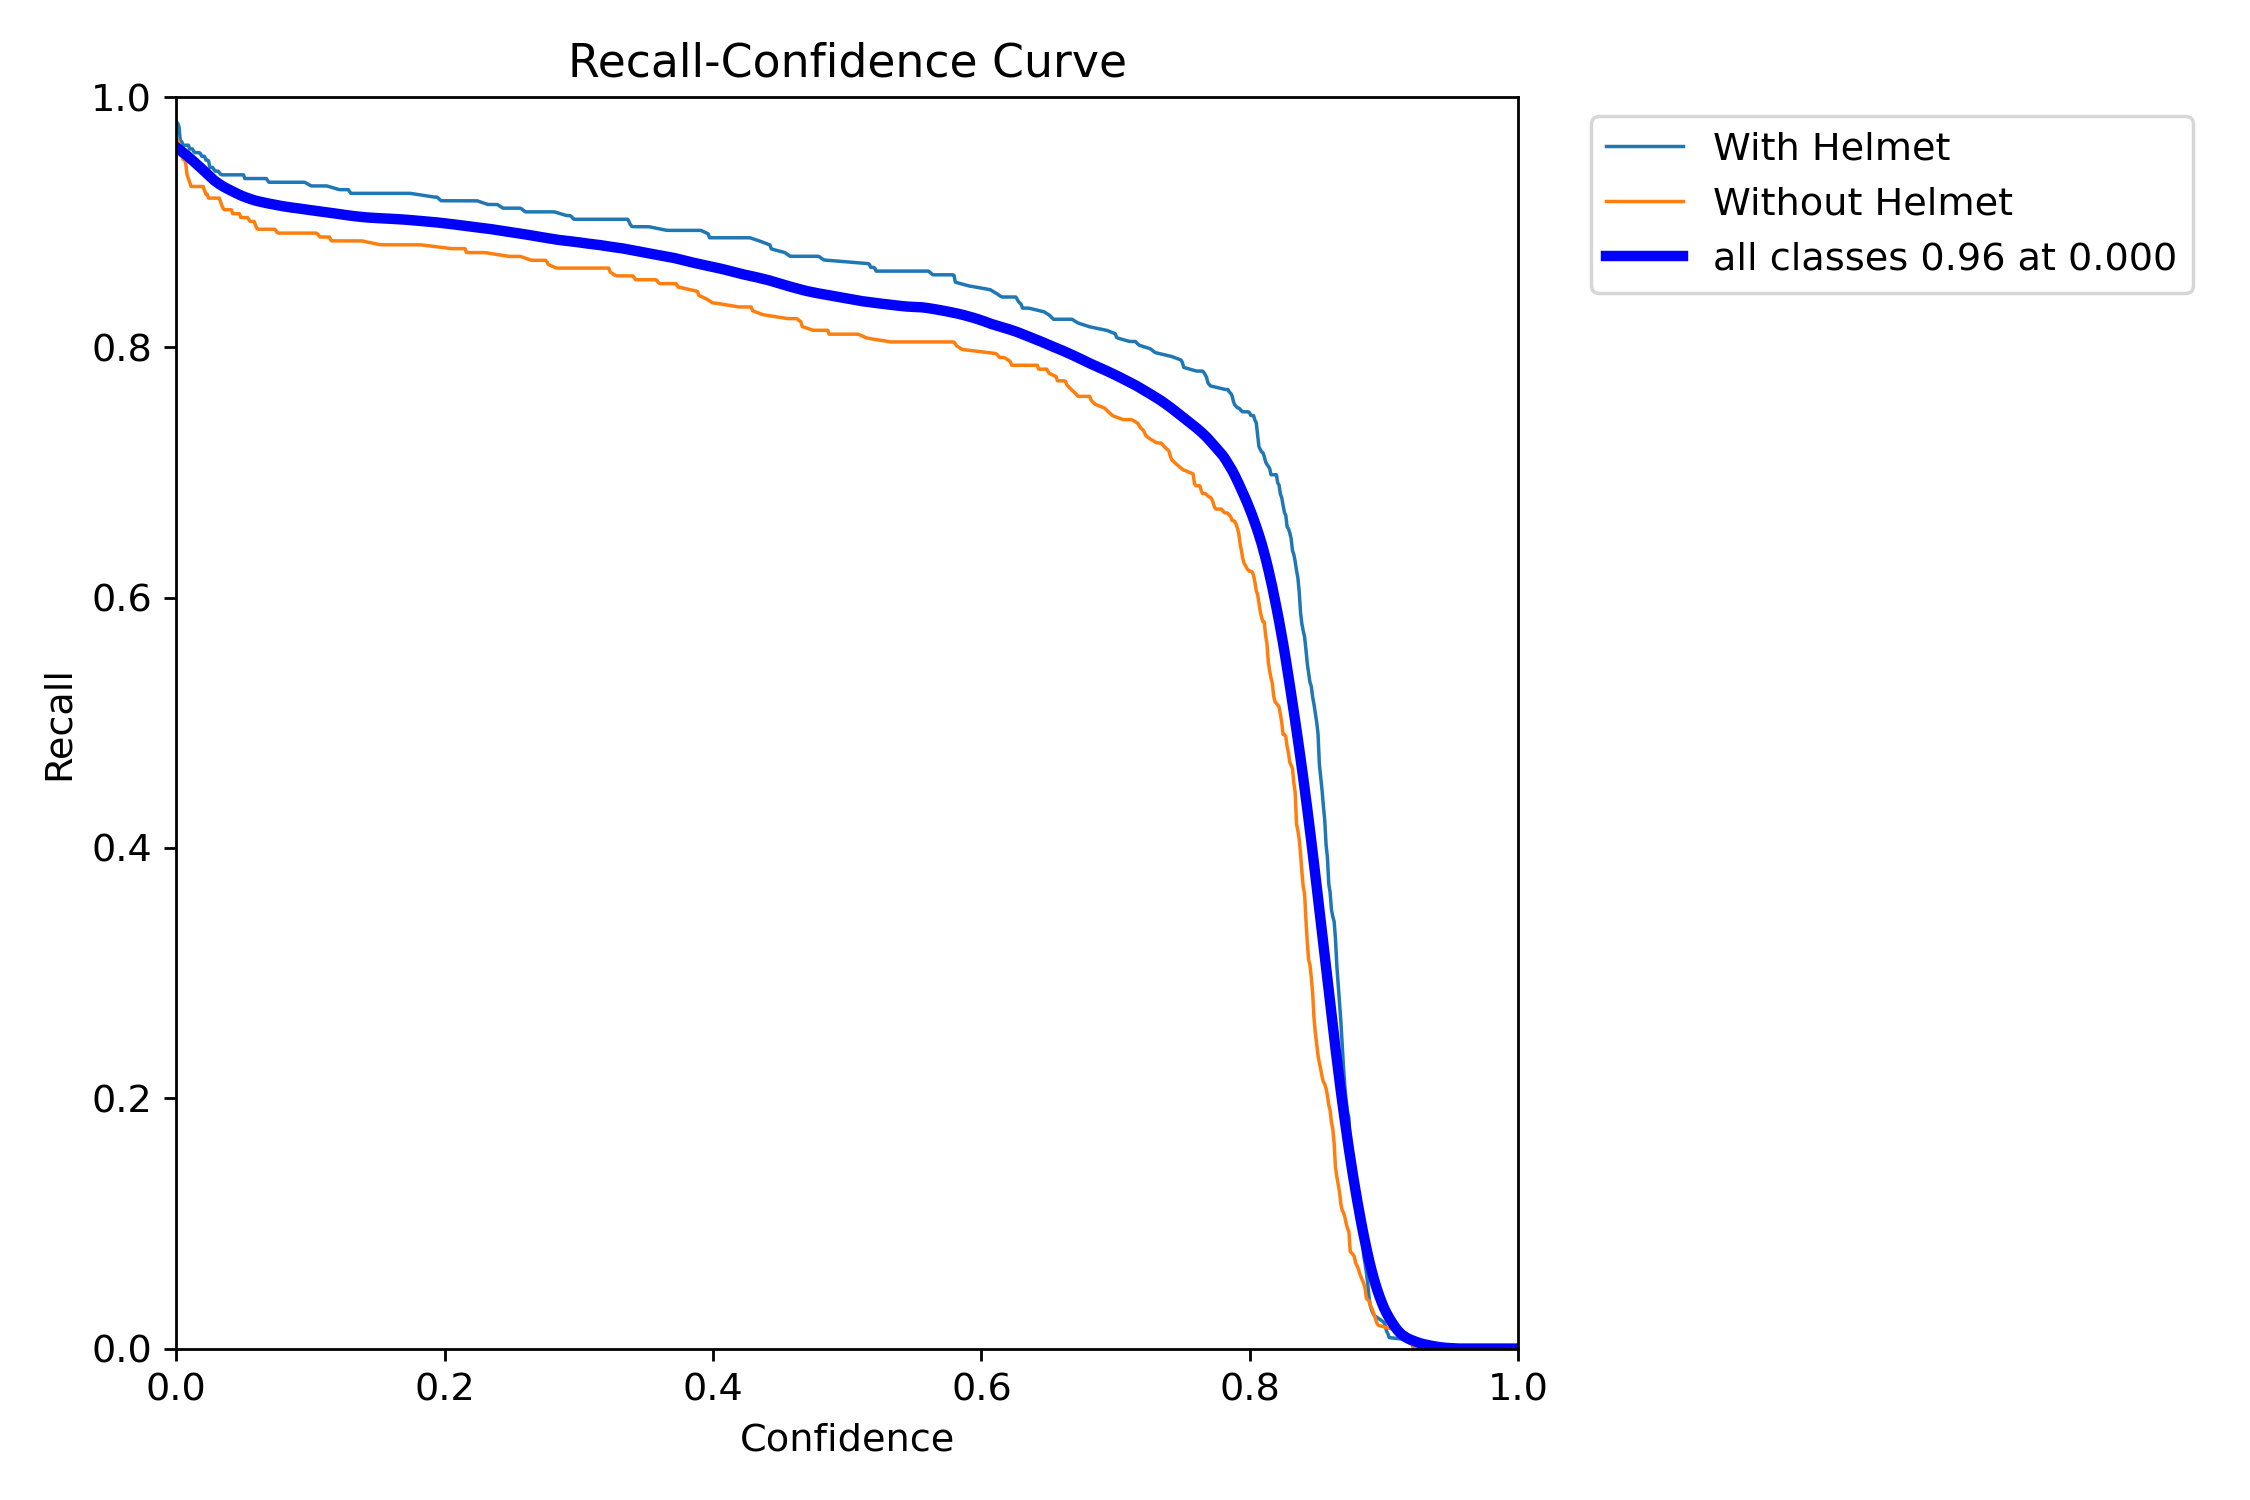 Recall-Confidence Curve
1.0
0.8
0.6
0.4
0.2
0.0
Recall
0.0 0.2 0.4 0.6 0.8 1.0
Confidence
With Helmet
Without Helmet
all classes 0.96 at 0.000